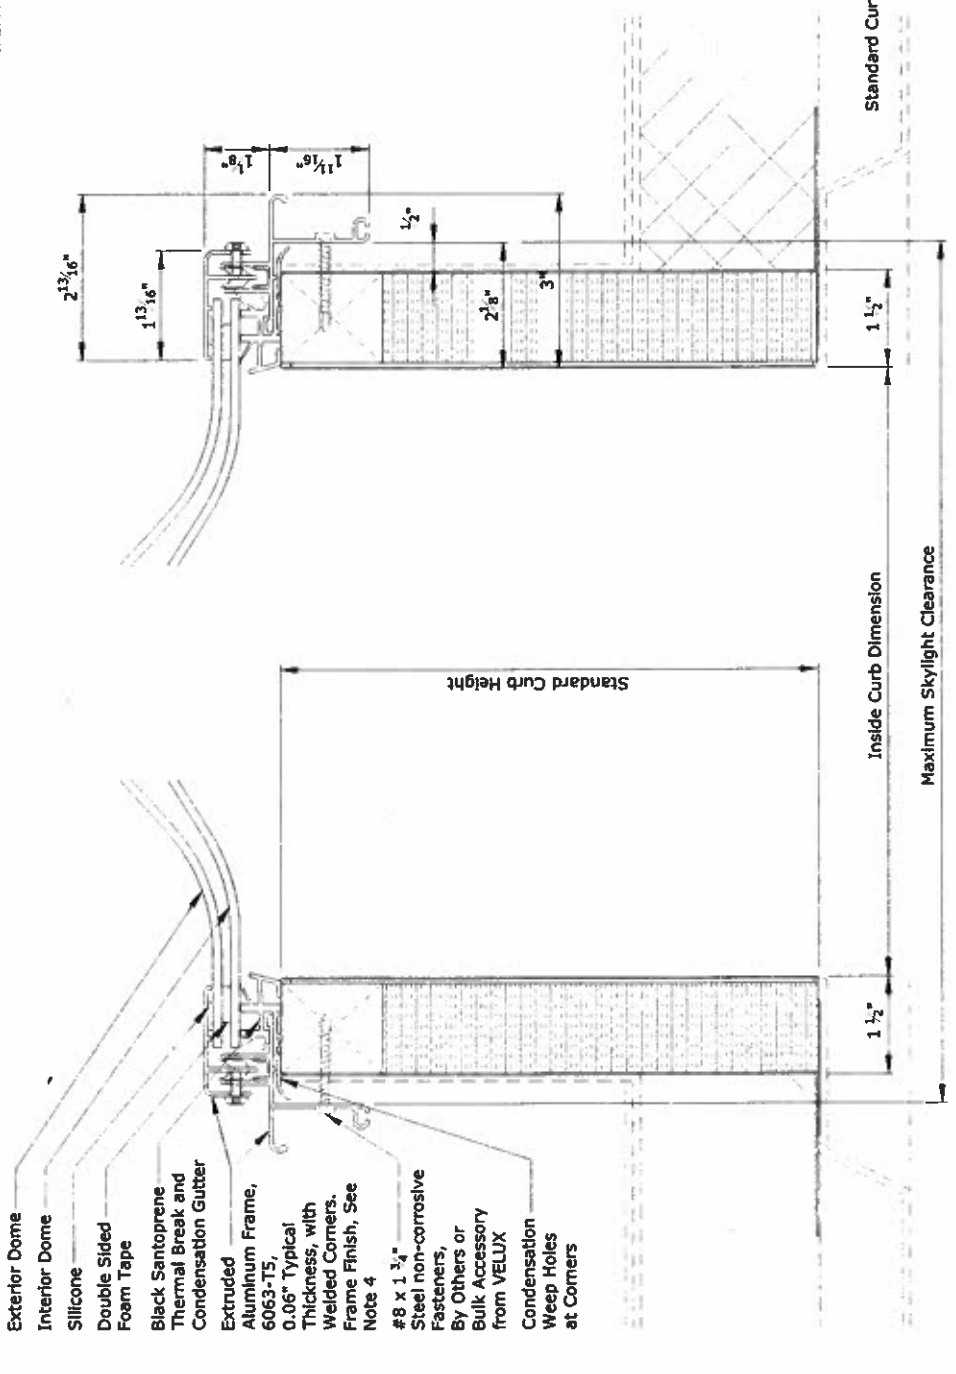 Exterior Dome
Interior Dome
Silicone
Double Sided
Foam Tape
Black Santoprene
Thermal Break and
Condensation Gutter
Extruded
Aluminum Frame,
6063-T5,
0.06" Typical
Thickness, with
Welded Corners.
Frame Finish, See
Note 4
#8 x 1 3/4"
Steel non-corrosive
Fasteners,
By Others or
Bulk Accessory
from VELUX
Condensation
Weep Holes
at Corners
Standard Curb Height
1 1/2"
Inside Curb Dimension
Maximum Skylight Clearance
2 13/16"
1 13/16"
1 1/8"
1 11/16"
1/2"
2 1/8"
3"
1 1/2"
Standard Cur